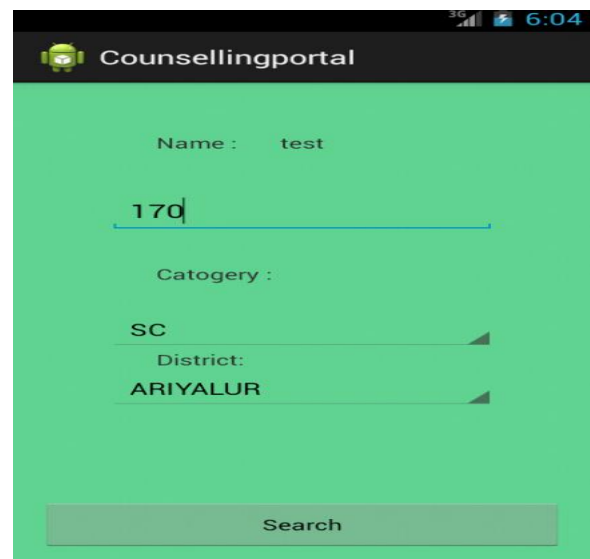 3G 6:04
Counsellingportal
Name : test
170
Catogery :
SC
District:
ARIYALUR
Search